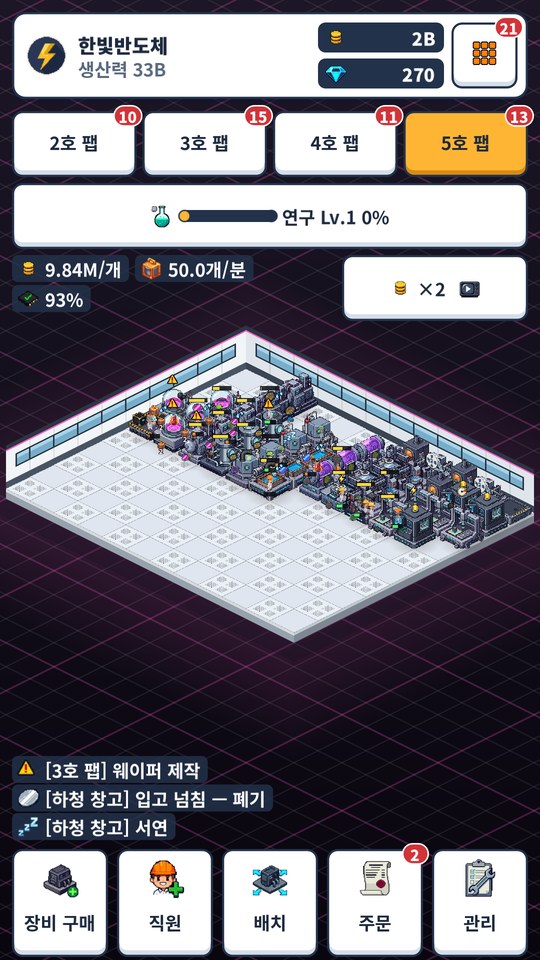 한빛반도체
생산력 33B
2B
270
21
2호 팹
10
3호 팹
15
4호 팹
11
5호 팹
13
연구 Lv.1 0%
9.84M/개
50.0개/분
93%
×2
[3호 팹] 웨이퍼 제작
[하청 창고] 입고 넘침 — 폐기
[하청 창고] 서연
장비 구매
직원
배치
주문
2
관리